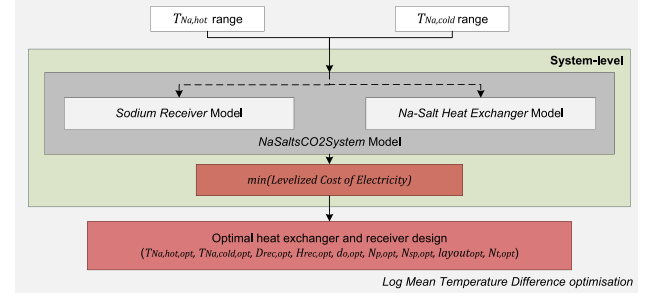 T_Na,hot range
T_Na,cold range
System-level
Sodium Receiver Model
Na-Salt Heat Exchanger Model
NaSaltsCO2System Model
min(Levelized Cost of Electricity)
Optimal heat exchanger and receiver design
(T_Na,hot,opt, T_Na,cold,opt, D_rec,opt, H_rec,opt, d_o,opt, N_p,opt, N_sp,opt, layout_opt, N_t,opt)
Log Mean Temperature Difference optimisation